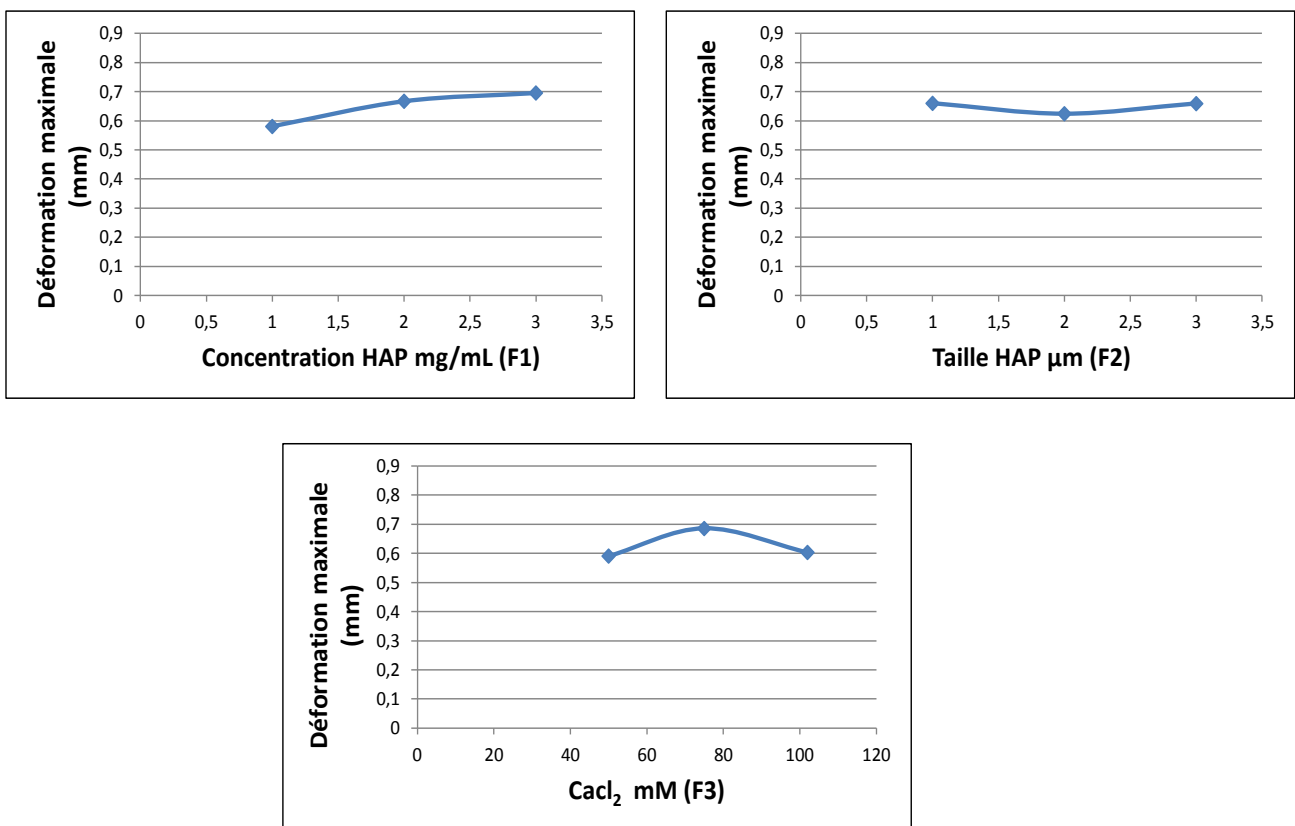 Déformation maximale
(mm)
0,9
0,8
0,7
0,6
0,5
0,4
0,3
0,2
0,1
0
0 0,5 1 1,5 2 2,5 3 3,5
Concentration HAP mg/mL (F1)
Déformation maximale
(mm)
0,9
0,8
0,7
0,6
0,5
0,4
0,3
0,2
0,1
0
0 0,5 1 1,5 2 2,5 3 3,5
Taille HAP µm (F2)
Déformation maximale
(mm)
0,9
0,8
0,7
0,6
0,5
0,4
0,3
0,2
0,1
0
0 20 40 60 80 100 120
Cacl₂ mM (F3)